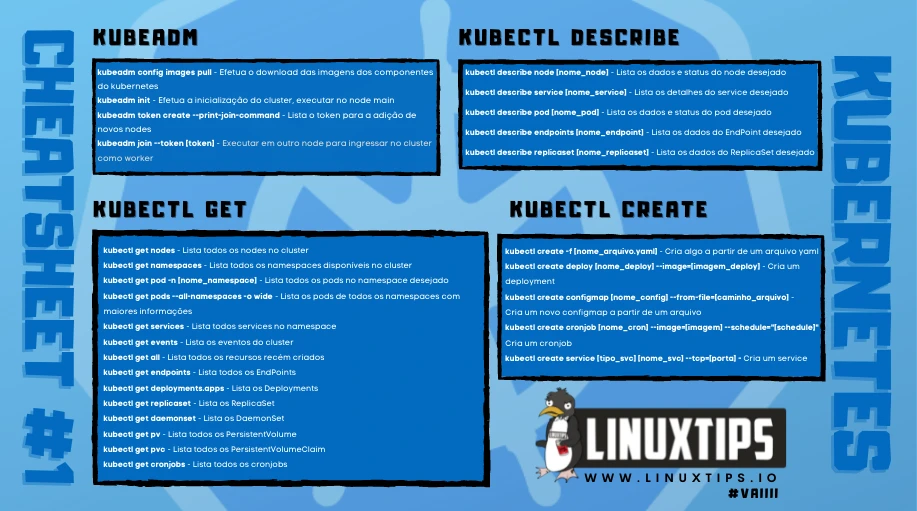 CHEATSHEET #1
KUBEADM
kubeadm config images pull - Efetua o download das imagens dos componentes
do kubernetes
kubeadm init - Efetua a inicialização do cluster, executar no node main
kubeadm token create --print-join-command - Lista o token para a adição de
novos nodes
kubeadm join --token [token] - Executar em outro node para ingressar no cluster
como worker
KUBECTL DESCRIBE
kubectl describe node [nome_node] - Lista os dados e status do node desejado
kubectl describe service [nome_service] - Lista os detalhes do service desejado
kubectl describe pod [nome_pod] - Lista os dados e status do pod desejado
kubectl describe endpoints [nome_endpoint] - Lista os dados do EndPoint desejado
kubectl describe replicaset [nome_replicaset] - Lista os dados do ReplicaSet desejado
KUBECTL GET
kubectl get nodes - Lista todos os nodes no cluster
kubectl get namespaces - Lista todos os namespaces disponíveis no cluster
kubectl get pod -n [nome_namespace] - Lista todos os pods no namespace desejado
kubectl get pods --all-namespaces -o wide - Lista os pods de todos os namespaces com
maiores informações
kubectl get services - Lista todos services no namespace
kubectl get events - Lista os eventos do cluster
kubectl get all - Lista todos os recursos recém criados
kubectl get endpoints - Lista todos os EndPoints
kubectl get deployments.apps - Lista os Deployments
kubectl get replicaset - Lista os ReplicaSet
kubectl get daemonset - Lista os DaemonSet
kubectl get pv - Lista todos os PersistentVolume
kubectl get pvc - Lista todos os PersistentVolumeClaim
kubectl get cronjobs - Lista todos os cronjobs
KUBECTL CREATE
kubectl create -f [nome_arquivo.yaml] - Cria algo a partir de um arquivo yaml
kubectl create deploy [nome_deploy] --image=[imagem_deploy] - Cria um
deployment
kubectl create configmap [nome_config] --from-file=[caminho_arquivo] -
Cria um novo configmap a partir de um arquivo
kubectl create cronjob [nome_cron] --image=[imagem] --schedule="[schedule]"
Cria um cronjob
kubectl create service [tipo_svc] [nome_svc] --tcp=[porta] - Cria um service
LINUXTIPS
WWW.LINUXTIPS.IO
#VAIIII
KUBERNETES